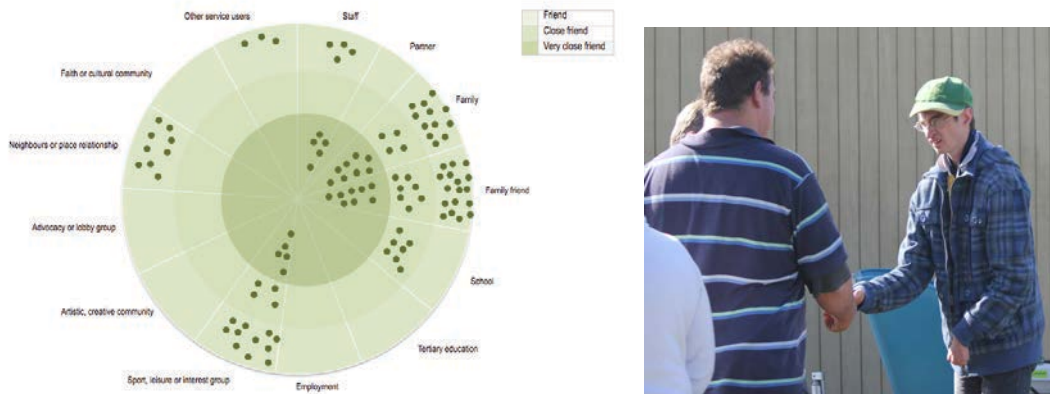 Friend
Close friend
Very close friend
Other service users
Staff
Partner
Faith or cultural community
Family
Neighbours or place relationship
Family friend
Advocacy or lobby group
School
Artistic, creative community
Tertiary education
Sport, leisure or interest group
Employment